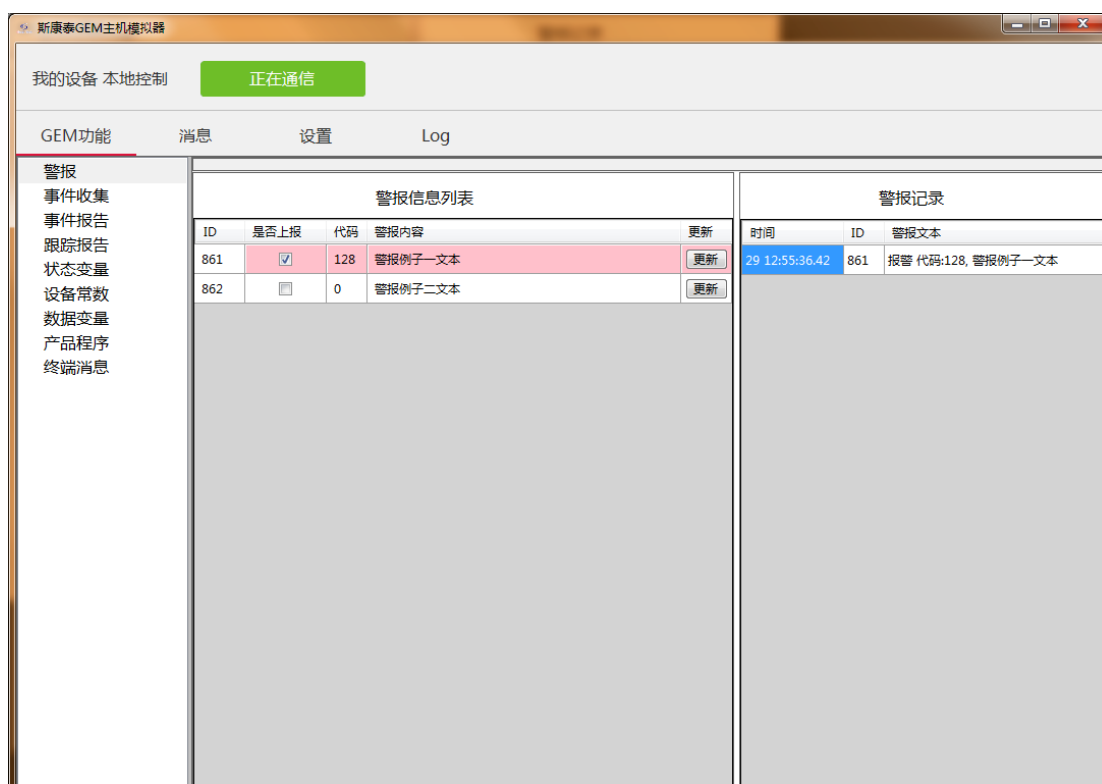 斯康泰GEM主机模拟器
我的设备 本地控制 正在通信
GEM功能 消息 设置 Log
警报
事件收集
事件报告
跟踪报告
状态变量
设备常数
数据变量
产品程序
终端消息
警报信息列表
ID 是否上报 代码 警报内容 更新
861 128 警报例子一文本 更新
862 0 警报例子二文本 更新
警报记录
时间 ID 警报文本
29 12:55:36.42 861 报警 代码:128, 警报例子一文本